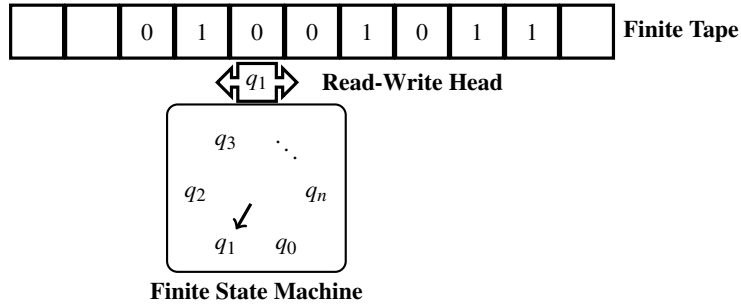 0 1 0 0 1 0 1 1 Finite Tape
q₁ Read-Write Head
q₃ ⋱
q₂ qₙ
q₁ q₀
Finite State Machine